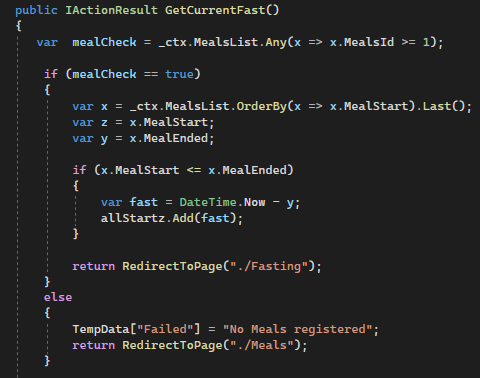 public IActionResult GetCurrentFast()
{
var  mealCheck = _ctx.MealsList.Any(x => x.MealsId >= 1);
if (mealCheck == true)
{
var x = _ctx.MealsList.OrderBy(x => x.MealStart).Last();
var z = x.MealStart;
var y = x.MealEnded;
if (x.MealStart <= x.MealEnded)
{
var fast = DateTime.Now - y;
allStartz.Add(fast);
}
return RedirectToPage("./Fasting");
}
else
{
TempData["Failed"] = "No Meals registered";
return RedirectToPage("./Meals");
}